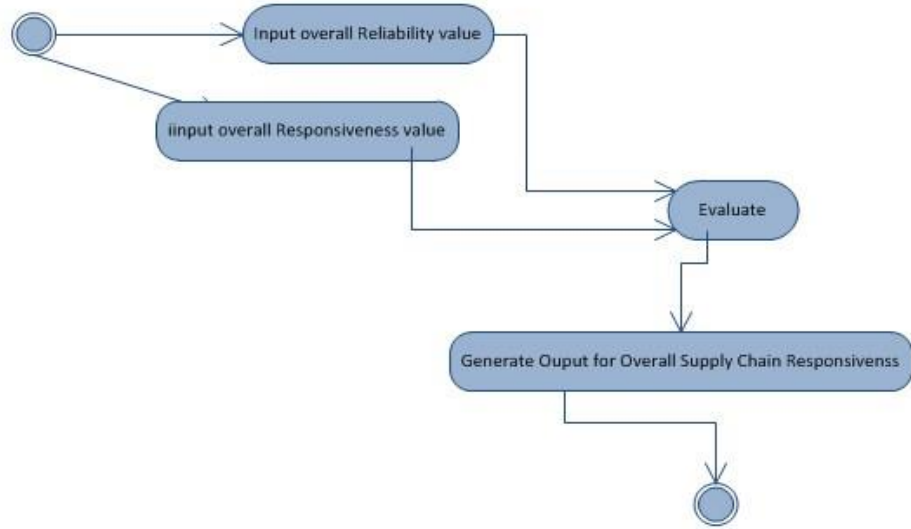 Input overall Reliability value
iinput overall Responsiveness value
Evaluate
Generate Ouput for Overall Supply Chain Responsivenss